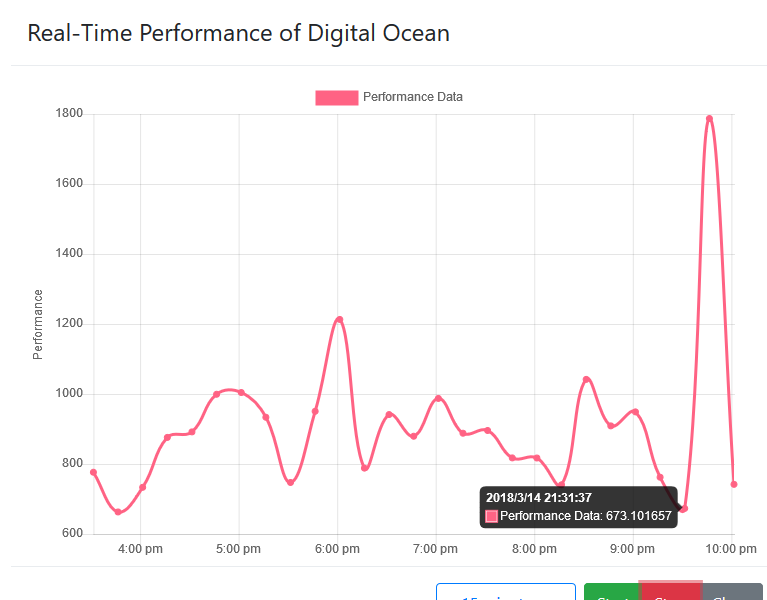 Real-Time Performance of Digital Ocean
Performance Data
1800
1600
1400
1200
1000
800
600
Performance
2018/3/14 21:31:37
Performance Data: 673.101657
4:00 pm
5:00 pm
6:00 pm
7:00 pm
8:00 pm
9:00 pm
10:00 pm